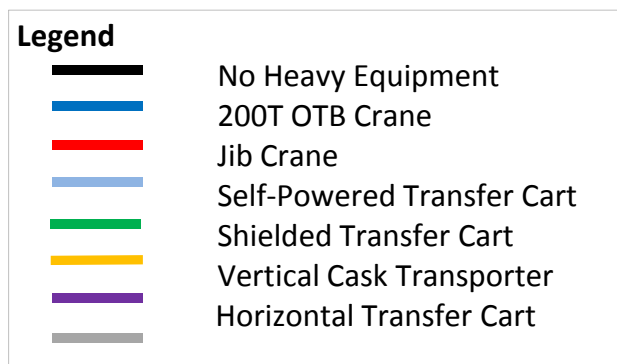 Legend
No Heavy Equipment
200T OTB Crane
Jib Crane
Self-Powered Transfer Cart
Shielded Transfer Cart
Vertical Cask Transporter
Horizontal Transfer Cart